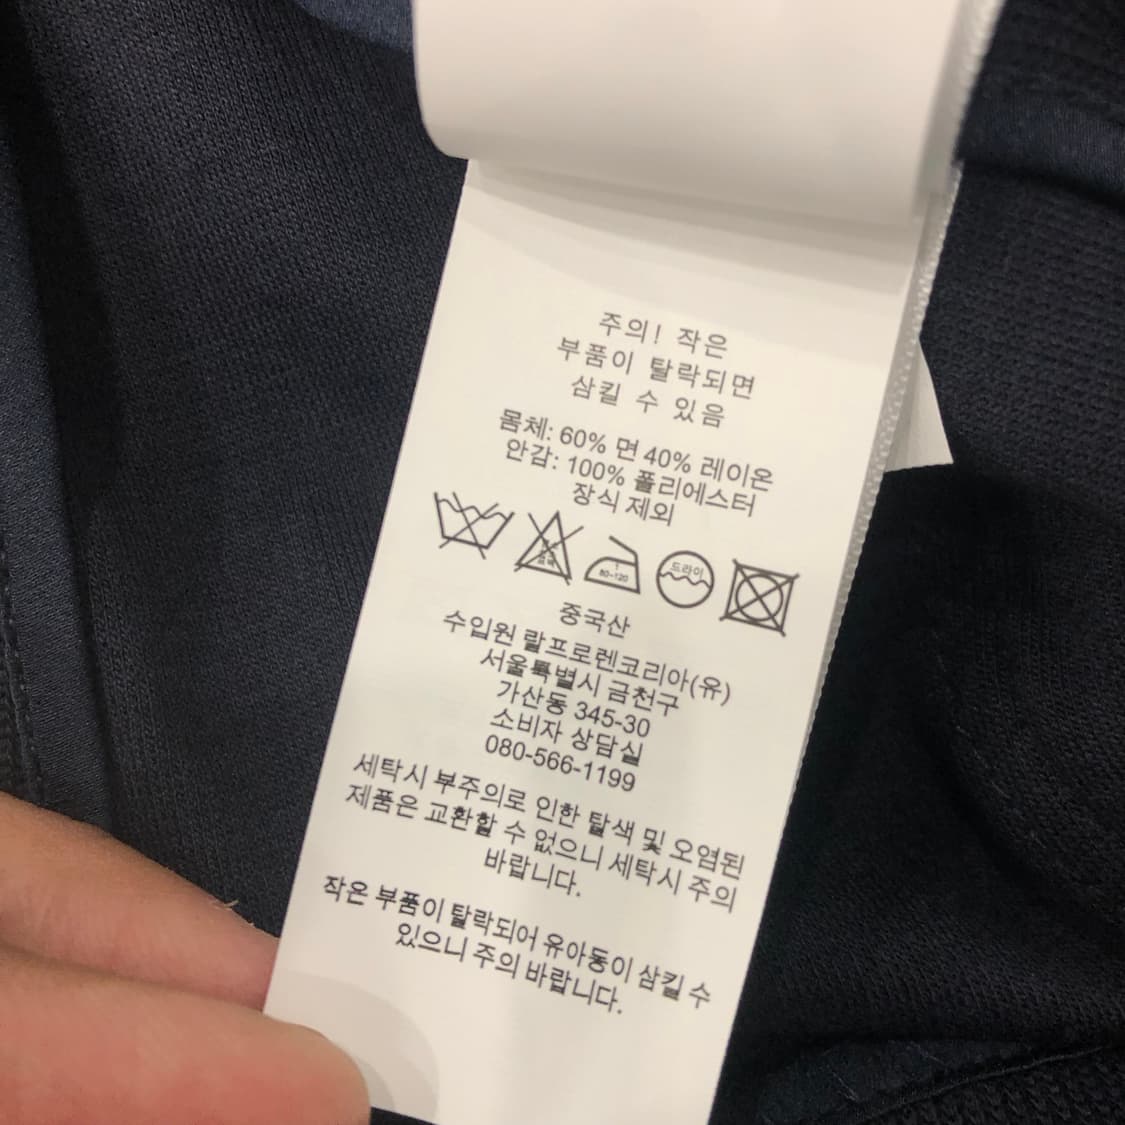 주의! 작은
부품이 탈락되면
삼킬 수 있음
몸체: 60% 면 40% 레이온
안감: 100% 폴리에스터
장식 제외
80~120
드라이
중국산
수입원 랄프로렌코리아(유)
서울특별시 금천구
가산동 345-30
소비자 상담실
080-566-1199
세탁시 부주의로 인한 탈색 및 오염된
제품은 교환할 수 없으니 세탁시 주의
바랍니다.
작은 부품이 탈락되어 유아동이 삼킬 수
있으니 주의 바랍니다.